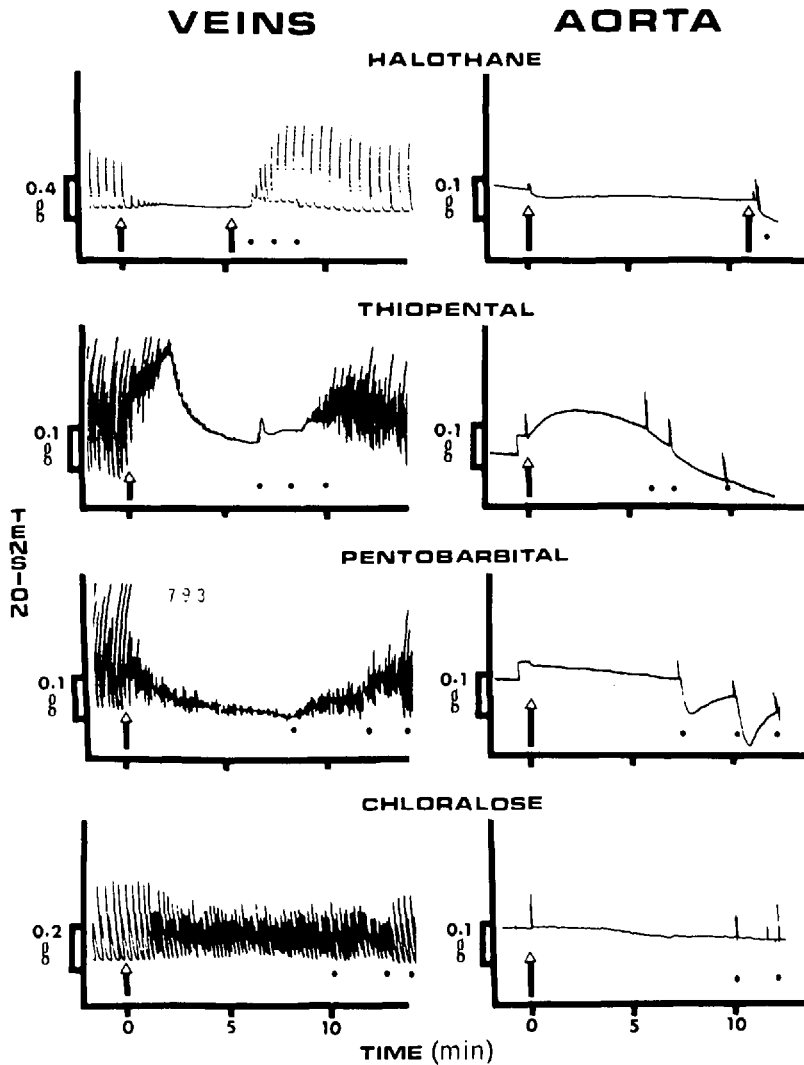 VEINS AORTA
HALOTHANE
0.4 g
0.1 g
THIOPENTAL
0.1 g
0.1 g
TENSION
PENTOBARBITAL
793
0.1 g
0.1 g
CHLORALOSE
0.2 g
0.1 g
0 5 10 0 5 10
TIME (min)